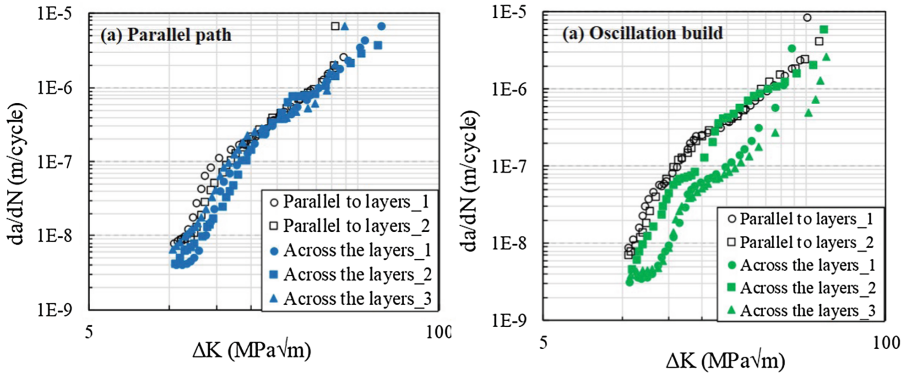 (a) Parallel path
1E-5
1E-6
1E-7
1E-8
1E-9
da/dN (m/cycle)
Parallel to layers_1
Parallel to layers_2
Across the layers_1
Across the layers_2
Across the layers_3
5
100
ΔK (MPa√m)
(a) Oscillation build
1E-5
1E-6
1E-7
1E-8
1E-9
da/dN (m/cycle)
Parallel to layers_1
Parallel to layers_2
Across the layers_1
Across the layers_2
Across the layers_3
5
100
ΔK (MPa√m)